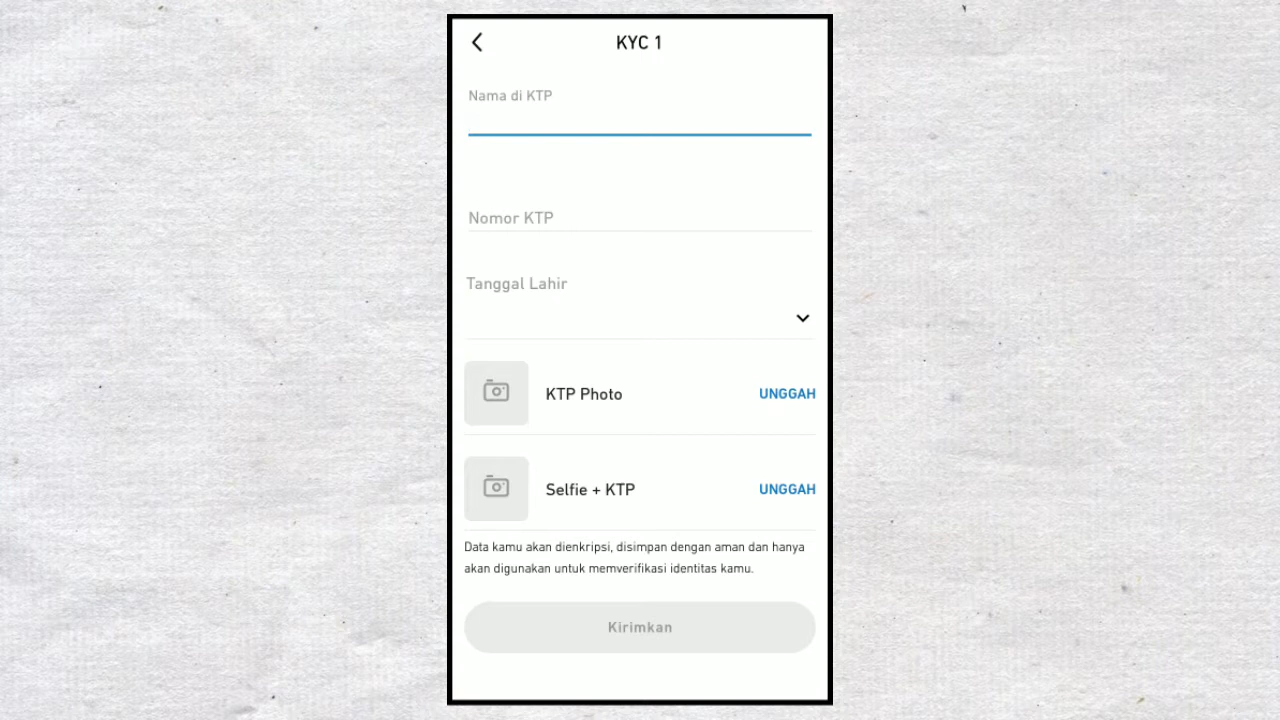 KYC 1
Nama di KTP
Nomor KTP
Tanggal Lahir
KTP Photo
UNGGAH
Selfie + KTP
UNGGAH
Data kamu akan dienkripsi, disimpan dengan aman dan hanya
akan digunakan untuk memverifikasi identitas kamu.
Kirimkan